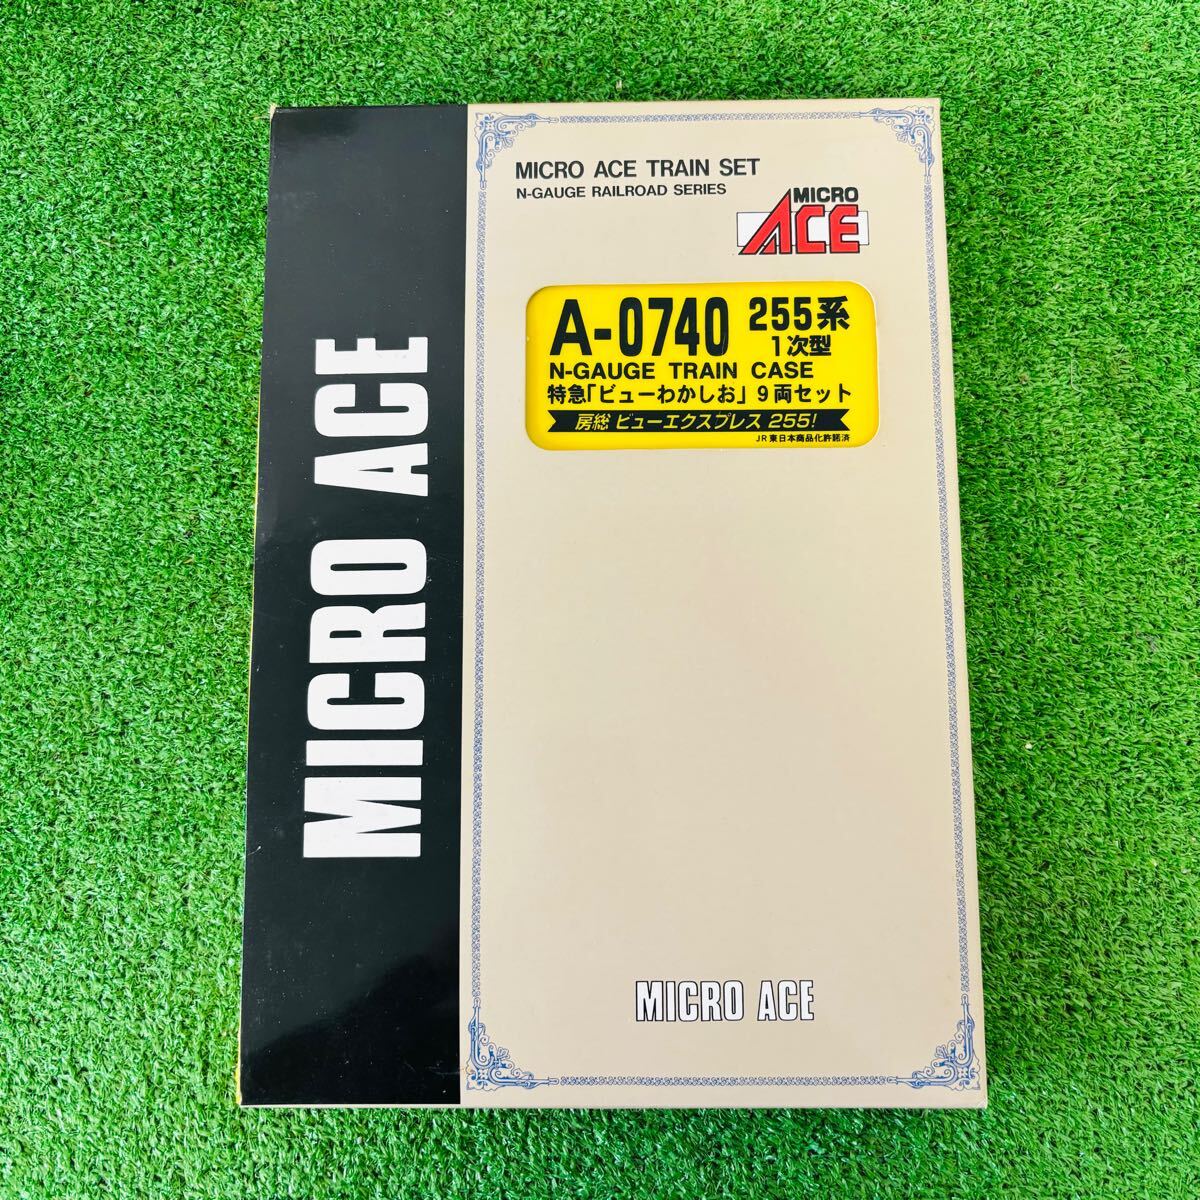 MICRO ACE
MICRO ACE TRAIN SET
N-GAUGE RAILROAD SERIES
MICRO
ACE
A-0740 255系
1次型
N-GAUGE TRAIN CASE
特急「ビューわかしお」9両セット
房総 ビューエクスプレス 255!
JR東日本商品化許諾済
MICRO ACE